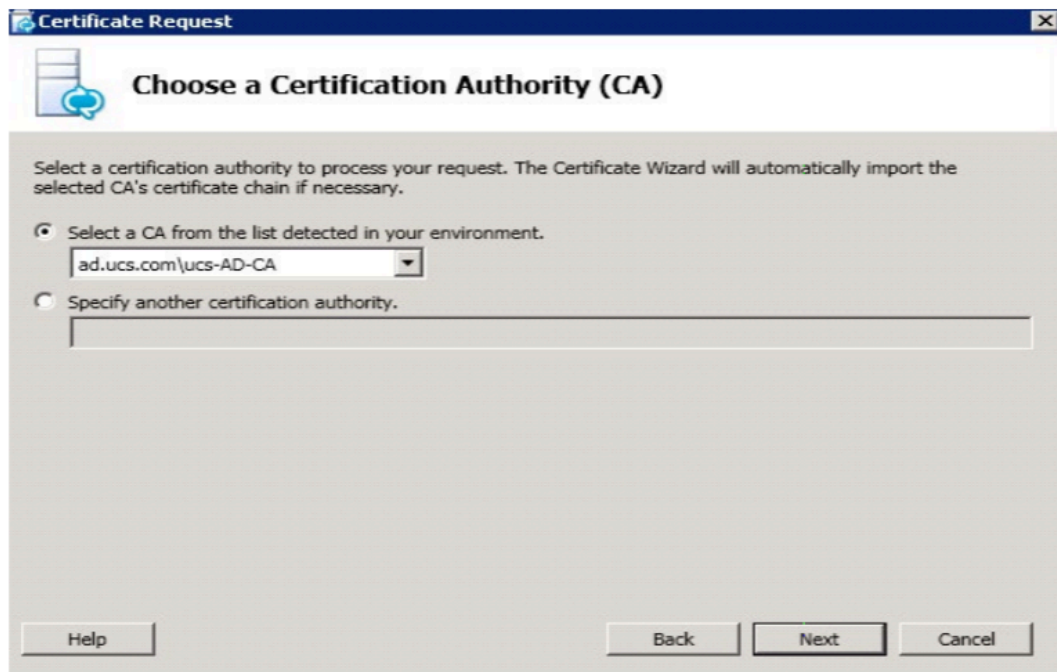 Certificate Request
Choose a Certification Authority (CA)
Select a certification authority to process your request. The Certificate Wizard will automatically import the
selected CA's certificate chain if necessary.
Select a CA from the list detected in your environment.
ad.ucs.com\ucs-AD-CA
Specify another certification authority.
Help
Back
Next
Cancel